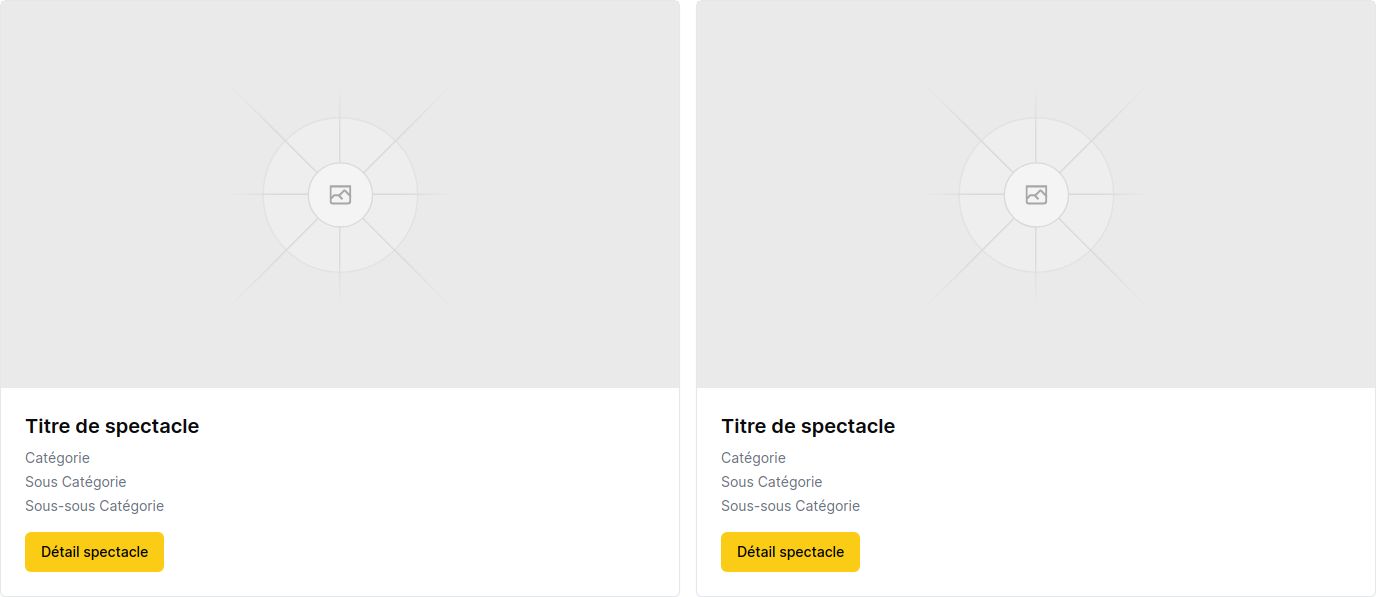 Titre de spectacle
Catégorie
Sous Catégorie
Sous-sous Catégorie
Détail spectacle
Titre de spectacle
Catégorie
Sous Catégorie
Sous-sous Catégorie
Détail spectacle